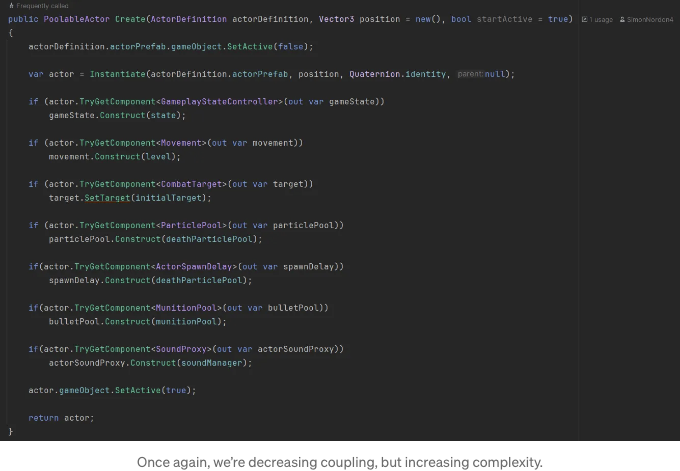 Frequently called
public PoolableActor Create(ActorDefinition actorDefinition, Vector3 position = new(), bool startActive = true) 1 usage SimonNordon4
{
actorDefinition.actorPrefab.gameObject.SetActive(false);
var actor = Instantiate(actorDefinition.actorPrefab, position, Quaternion.identity, parent:null);
if (actor.TryGetComponent<GameplayStateController>(out var gameState))
gameState.Construct(state);
if (actor.TryGetComponent<Movement>(out var movement))
movement.Construct(level);
if (actor.TryGetComponent<CombatTarget>(out var target))
target.SetTarget(initialTarget);
if (actor.TryGetComponent<ParticlePool>(out var particlePool))
particlePool.Construct(deathParticlePool);
if(actor.TryGetComponent<ActorSpawnDelay>(out var spawnDelay))
spawnDelay.Construct(deathParticlePool);
if(actor.TryGetComponent<MunitionPool>(out var bulletPool))
bulletPool.Construct(munitionPool);
if(actor.TryGetComponent<SoundProxy>(out var actorSoundProxy))
actorSoundProxy.Construct(soundManager);
actor.gameObject.SetActive(true);
return actor;
}
Once again, we're decreasing coupling, but increasing complexity.